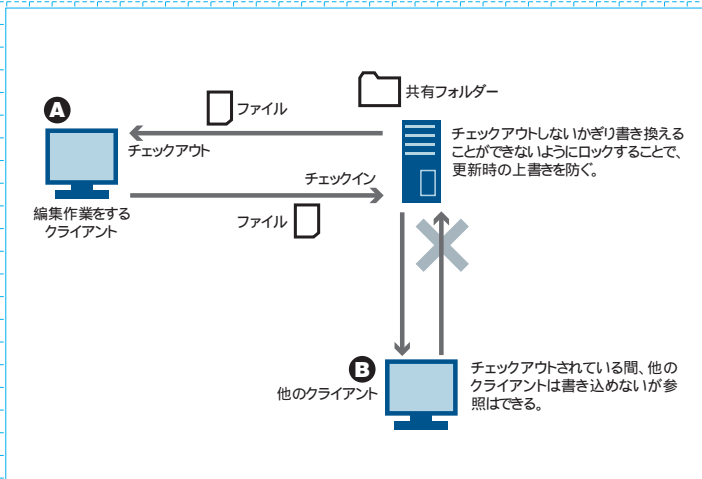 共有フォルダー
A
ファイル
チェックアウト
チェックアウトしないかぎり書き換える
ことができないようにロックすることで、
更新時の上書きを防ぐ。
チェックイン
編集作業をする
クライアント
ファイル
B
他のクライアント
チェックアウトされている間、他の
クライアントは書き込めないが参
照はできる。